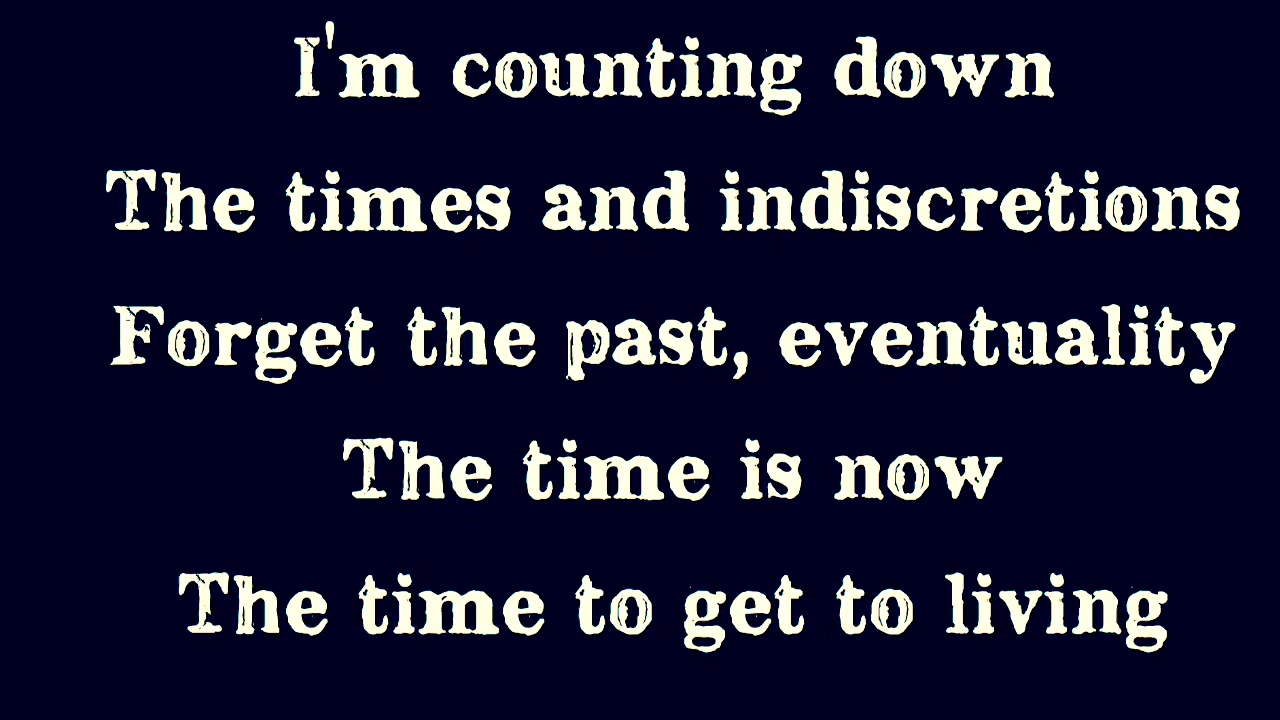 I'm counting down
The times and indiscretions
Forget the past, eventuality
The time is now
The time to get to living